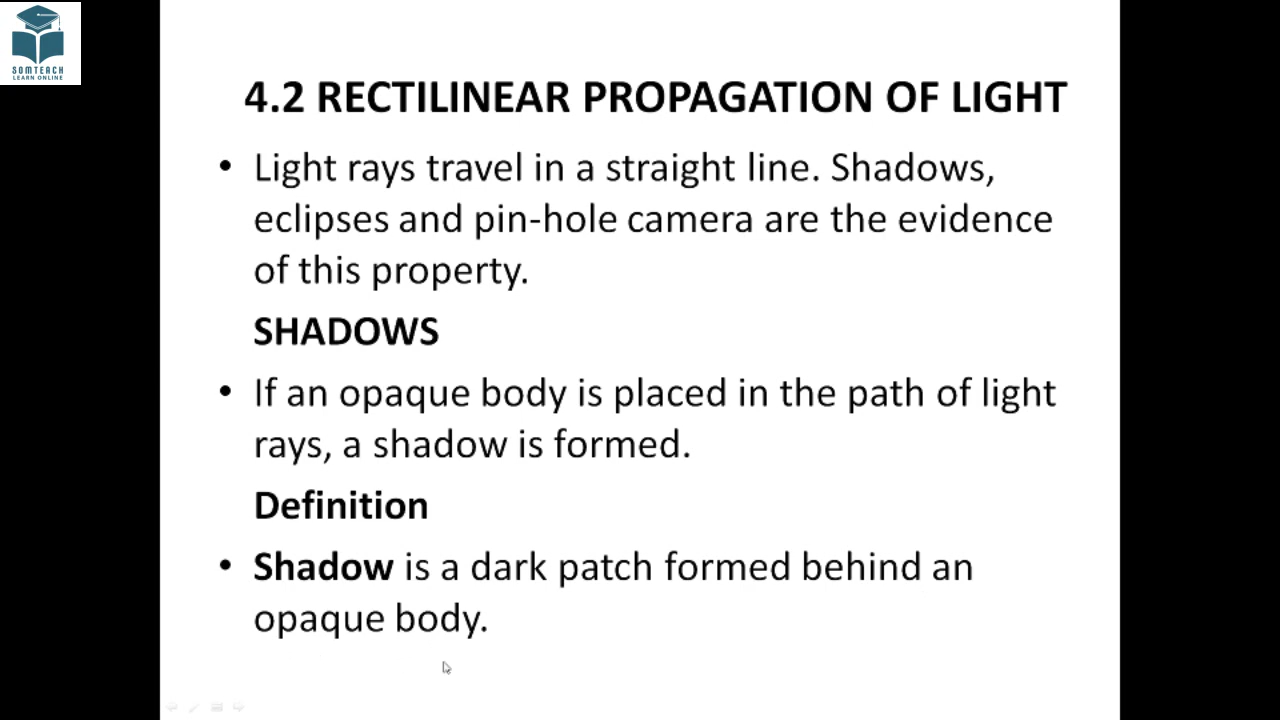 SOMTEACH
LEARN ONLINE
4.2 RECTILINEAR PROPAGATION OF LIGHT
• Light rays travel in a straight line. Shadows,
eclipses and pin-hole camera are the evidence
of this property.
SHADOWS
• If an opaque body is placed in the path of light
rays, a shadow is formed.
Definition
• Shadow is a dark patch formed behind an
opaque body.